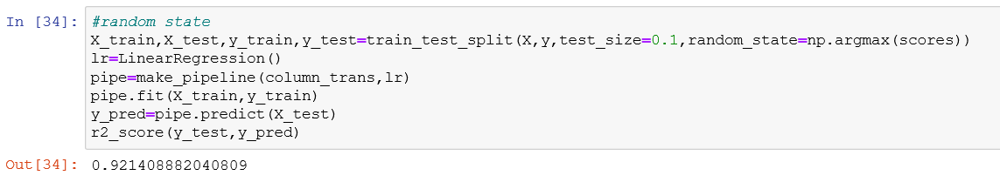 In [34]: #random state
X_train,X_test,y_train,y_test=train_test_split(X,y,test_size=0.1,random_state=np.argmax(scores))
lr=LinearRegression()
pipe=make_pipeline(column_trans,lr)
pipe.fit(X_train,y_train)
y_pred=pipe.predict(X_test)
r2_score(y_test,y_pred)
Out[34]: 0.921408882040809